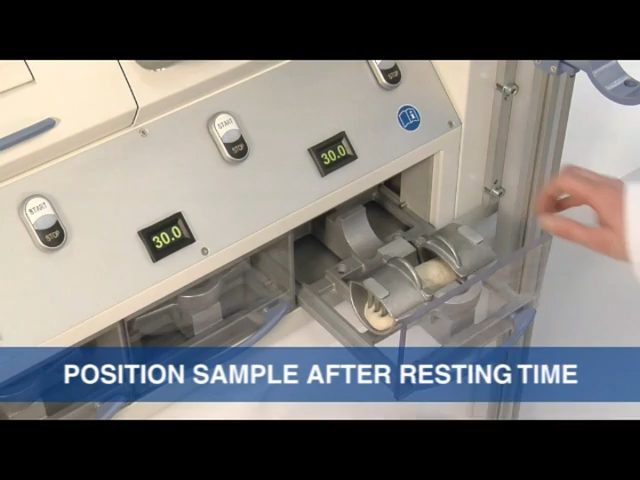 STOP
START
STOP
30.0
START
STOP
30.0
POSITION SAMPLE AFTER RESTING TIME